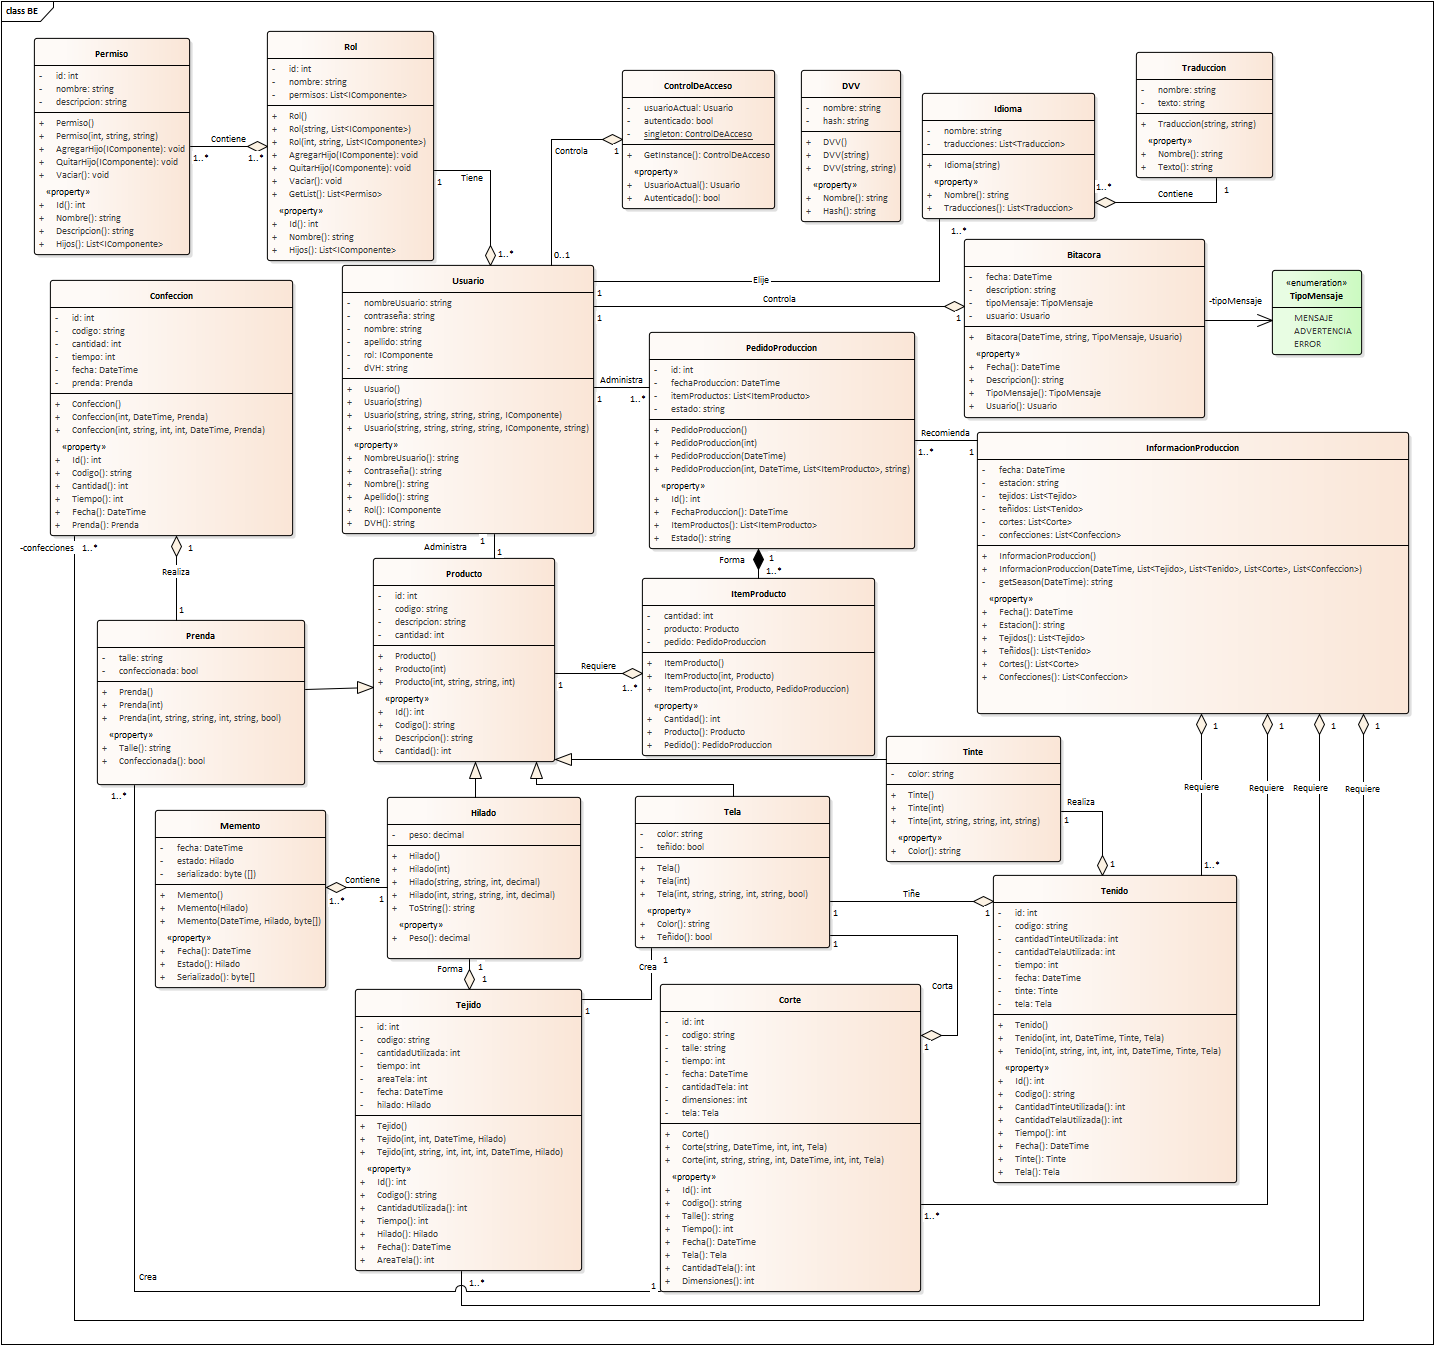 class BE
Permiso
- id: int
- nombre: string
- descripcion: string
+ Permiso()
+ Permiso(int, string, string)
+ AgregarHijo(IComponente): void
+ QuitarHijo(IComponente): void
+ Vaciar(): void
«property»
+ Id(): int
+ Nombre(): string
+ Descripcion(): string
+ Hijos(): List<IComponente>
Contiene
1..*
1..*
Rol
- id: int
- nombre: string
- permisos: List<IComponente>
+ Rol()
+ Rol(string, List<IComponente>)
+ Rol(int, string, List<IComponente>)
+ AgregarHijo(IComponente): void
+ QuitarHijo(IComponente): void
+ Vaciar(): void
+ GetList(): List<Permiso>
«property»
+ Id(): int
+ Nombre(): string
+ Hijos(): List<IComponente>
1
Tiene
1..*
ControlDeAcceso
- usuarioActual: Usuario
- autenticado: bool
- singleton: ControlDeAcceso
+ GetInstance(): ControlDeAcceso
«property»
+ UsuarioActual(): Usuario
+ Autenticado(): bool
Controla
1
0..1
DVV
- nombre: string
- hash: string
+ DVV()
+ DVV(string)
+ DVV(string, string)
«property»
+ Nombre(): string
+ Hash(): string
Idioma
- nombre: string
- traducciones: List<Traduccion>
+ Idioma(string)
«property»
+ Nombre(): string
+ Traducciones(): List<Traduccion>
Traduccion
- nombre: string
- texto: string
+ Traduccion(string, string)
«property»
+ Nombre(): string
+ Texto(): string
1..*
Contiene
1
1..*
Elije
1
Controla
1
1
Bitacora
- fecha: DateTime
- description: string
- tipoMensaje: TipoMensaje
- usuario: Usuario
+ Bitacora(DateTime, string, TipoMensaje, Usuario)
«property»
+ Fecha(): DateTime
+ Descripcion(): string
+ TipoMensaje(): TipoMensaje
+ Usuario(): Usuario
-tipoMensaje
«enumeration»
TipoMensaje
MENSAJE
ADVERTENCIA
ERROR
Confeccion
- id: int
- codigo: string
- cantidad: int
- tiempo: int
- fecha: DateTime
- prenda: Prenda
+ Confeccion()
+ Confeccion(int, DateTime, Prenda)
+ Confeccion(int, string, int, int, DateTime, Prenda)
«property»
+ Id(): int
+ Codigo(): string
+ Cantidad(): int
+ Tiempo(): int
+ Fecha(): DateTime
+ Prenda(): Prenda
-confecciones 1..*
1
Realiza
1
Usuario
- nombreUsuario: string
- contraseña: string
- nombre: string
- apellido: string
- rol: IComponente
- dVH: string
+ Usuario()
+ Usuario(string)
+ Usuario(string, string, string, string, IComponente)
+ Usuario(string, string, string, string, IComponente, string)
«property»
+ NombreUsuario(): string
+ Contraseña(): string
+ Nombre(): string
+ Apellido(): string
+ Rol(): IComponente
+ DVH(): string
Administra
1 1..*
Administra
1
1
PedidoProduccion
- id: int
- fechaProduccion: DateTime
- itemProductos: List<ItemProducto>
- estado: string
+ PedidoProduccion()
+ PedidoProduccion(int)
+ PedidoProduccion(DateTime)
+ PedidoProduccion(int, DateTime, List<ItemProducto>, string)
«property»
+ Id(): int
+ FechaProduccion(): DateTime
+ ItemProductos(): List<ItemProducto>
+ Estado(): string
Recomienda
1..* 1
Forma
1
1..*
InformacionProduccion
- fecha: DateTime
- estacion: string
- tejidos: List<Tejido>
- teñidos: List<Tenido>
- cortes: List<Corte>
- confecciones: List<Confeccion>
+ InformacionProduccion()
+ InformacionProduccion(DateTime, List<Tejido>, List<Tenido>, List<Corte>, List<Confeccion>)
- getSeason(DateTime): string
«property»
+ Fecha(): DateTime
+ Estacion(): string
+ Tejidos(): List<Tejido>
+ Teñidos(): List<Tenido>
+ Cortes(): List<Corte>
+ Confecciones(): List<Confeccion>
1 1 1 1
Requiere Requiere Requiere Requiere
1..*
Prenda
- talle: string
- confeccionada: bool
+ Prenda()
+ Prenda(int)
+ Prenda(int, string, string, int, string, bool)
«property»
+ Talle(): string
+ Confeccionada(): bool
1..*
Producto
- id: int
- codigo: string
- descripcion: string
- cantidad: int
+ Producto()
+ Producto(int)
+ Producto(int, string, string, int)
«property»
+ Id(): int
+ Codigo(): string
+ Descripcion(): string
+ Cantidad(): int
Requiere
1
1..*
ItemProducto
- cantidad: int
- producto: Producto
- pedido: PedidoProduccion
+ ItemProducto()
+ ItemProducto(int, Producto)
+ ItemProducto(int, Producto, PedidoProduccion)
«property»
+ Cantidad(): int
+ Producto(): Producto
+ Pedido(): PedidoProduccion
Tinte
- color: string
+ Tinte()
+ Tinte(int)
+ Tinte(int, string, string, int, string)
«property»
+ Color(): string
Realiza
1
1
Memento
- fecha: DateTime
- estado: Hilado
- serializado: byte ([])
+ Memento()
+ Memento(Hilado)
+ Memento(DateTime, Hilado, byte[])
«property»
+ Fecha(): DateTime
+ Estado(): Hilado
+ Serializado(): byte[]
Contiene
1..*
1
Hilado
- peso: decimal
+ Hilado()
+ Hilado(int)
+ Hilado(string, string, int, decimal)
+ Hilado(int, string, string, int, decimal)
+ ToString(): string
«property»
+ Peso(): decimal
Forma 1
1
Tela
- color: string
- teñido: bool
+ Tela()
+ Tela(int)
+ Tela(int, string, string, int, string, bool)
«property»
+ Color(): string
+ Teñido(): bool
Tiñe
1
1
1
Corta
1
Crea
1
1
Tenido
- id: int
- codigo: string
- cantidadTinteUtilizada: int
- cantidadTelaUtilizada: int
- tiempo: int
- fecha: DateTime
- tinte: Tinte
- tela: Tela
+ Tenido()
+ Tenido(int, int, DateTime, Tinte, Tela)
+ Tenido(int, string, int, int, int, DateTime, Tinte, Tela)
«property»
+ Id(): int
+ Codigo(): string
+ CantidadTinteUtilizada(): int
+ CantidadTelaUtilizada(): int
+ Tiempo(): int
+ Fecha(): DateTime
+ Tinte(): Tinte
+ Tela(): Tela
Tejido
- id: int
- codigo: string
- cantidadUtilizada: int
- tiempo: int
- areaTela: int
- fecha: DateTime
- hilado: Hilado
+ Tejido()
+ Tejido(int, int, DateTime, Hilado)
+ Tejido(int, string, int, int, int, DateTime, Hilado)
«property»
+ Id(): int
+ Codigo(): string
+ CantidadUtilizada(): int
+ Tiempo(): int
+ Hilado(): Hilado
+ Fecha(): DateTime
+ AreaTela(): int
1..*
Corte
- id: int
- codigo: string
- talle: string
- tiempo: int
- fecha: DateTime
- cantidadTela: int
- dimensiones: int
- tela: Tela
+ Corte()
+ Corte(string, DateTime, int, int, Tela)
+ Corte(int, string, string, int, DateTime, int, int, Tela)
«property»
+ Id(): int
+ Codigo(): string
+ Talle(): string
+ Tiempo(): int
+ Fecha(): DateTime
+ Tela(): Tela
+ CantidadTela(): int
+ Dimensiones(): int
1..*
Crea
1